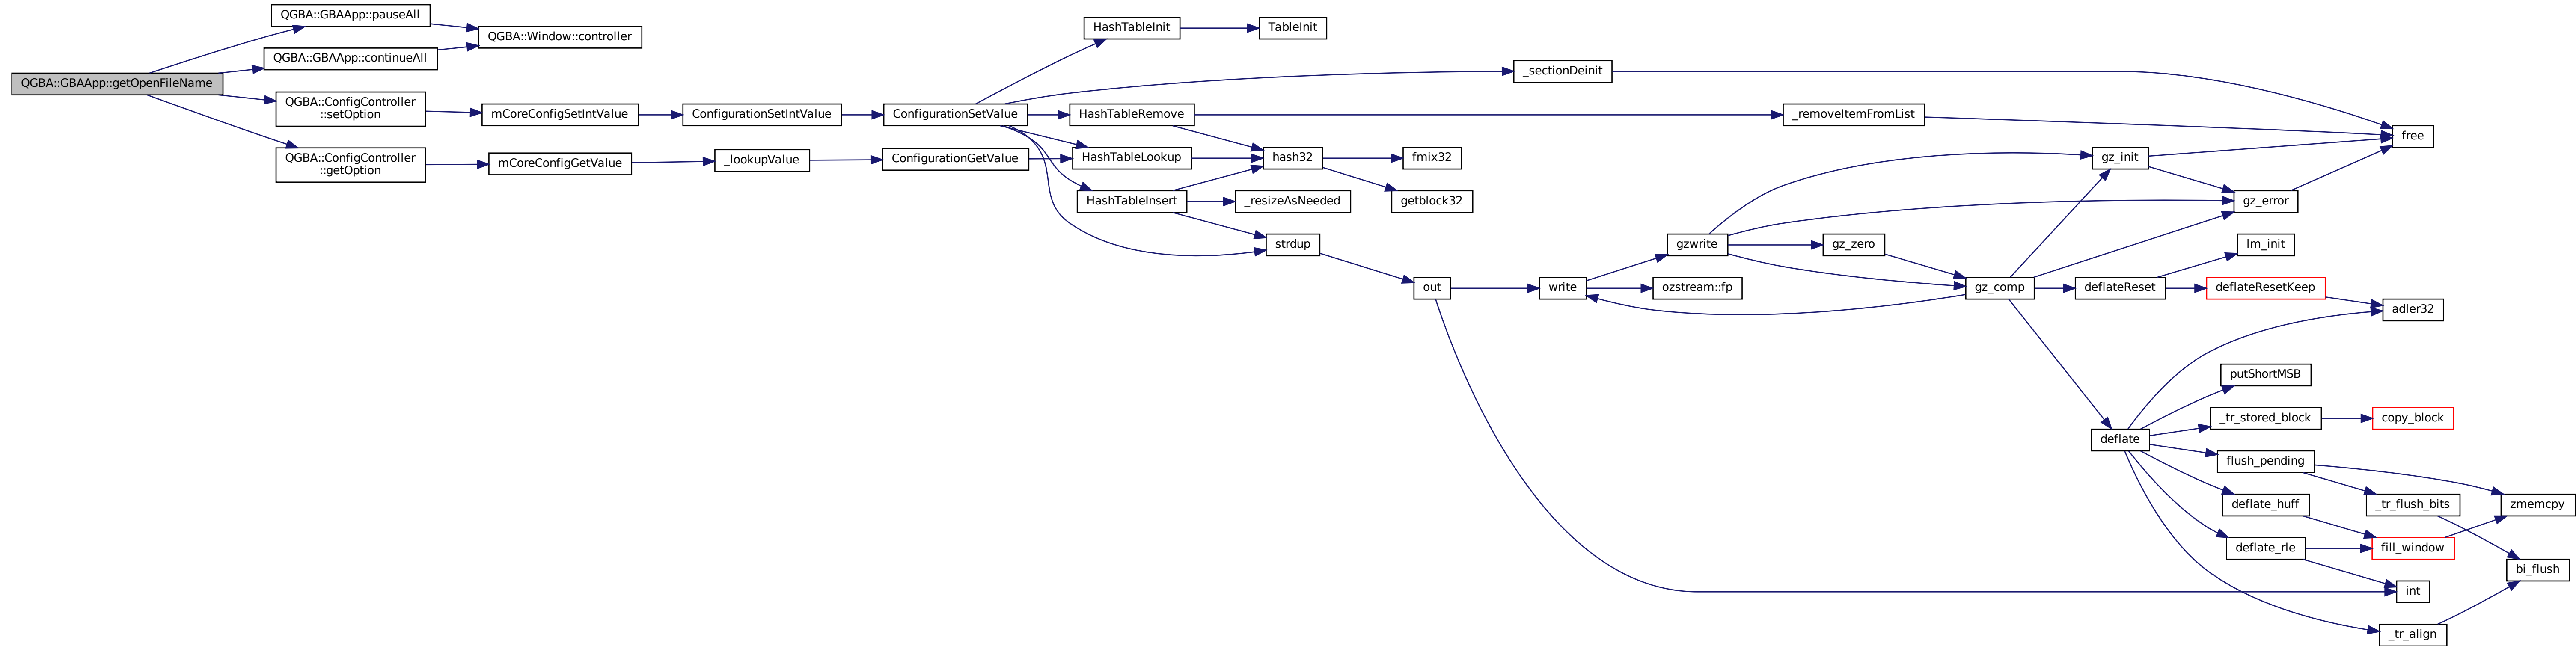 QGBA::GBAApp::getOpenFileName
QGBA::GBAApp::pauseAll
QGBA::GBAApp::continueAll
QGBA::Window::controller
QGBA::ConfigController
::setOption
QGBA::ConfigController
::getOption
mCoreConfigSetIntValue
mCoreConfigGetValue
ConfigurationSetIntValue
_lookupValue
ConfigurationSetValue
ConfigurationGetValue
HashTableInit
TableInit
_sectionDeinit
HashTableRemove
HashTableLookup
HashTableInsert
hash32
_resizeAsNeeded
strdup
fmix32
getblock32
_removeItemFromList
free
out
write
gzwrite
ozstream::fp
gz_zero
gz_comp
gz_init
gz_error
deflateReset
lm_init
deflateResetKeep
adler32
deflate
putShortMSB
_tr_stored_block
copy_block
flush_pending
deflate_huff
deflate_rle
_tr_flush_bits
fill_window
zmemcpy
bi_flush
int
_tr_align